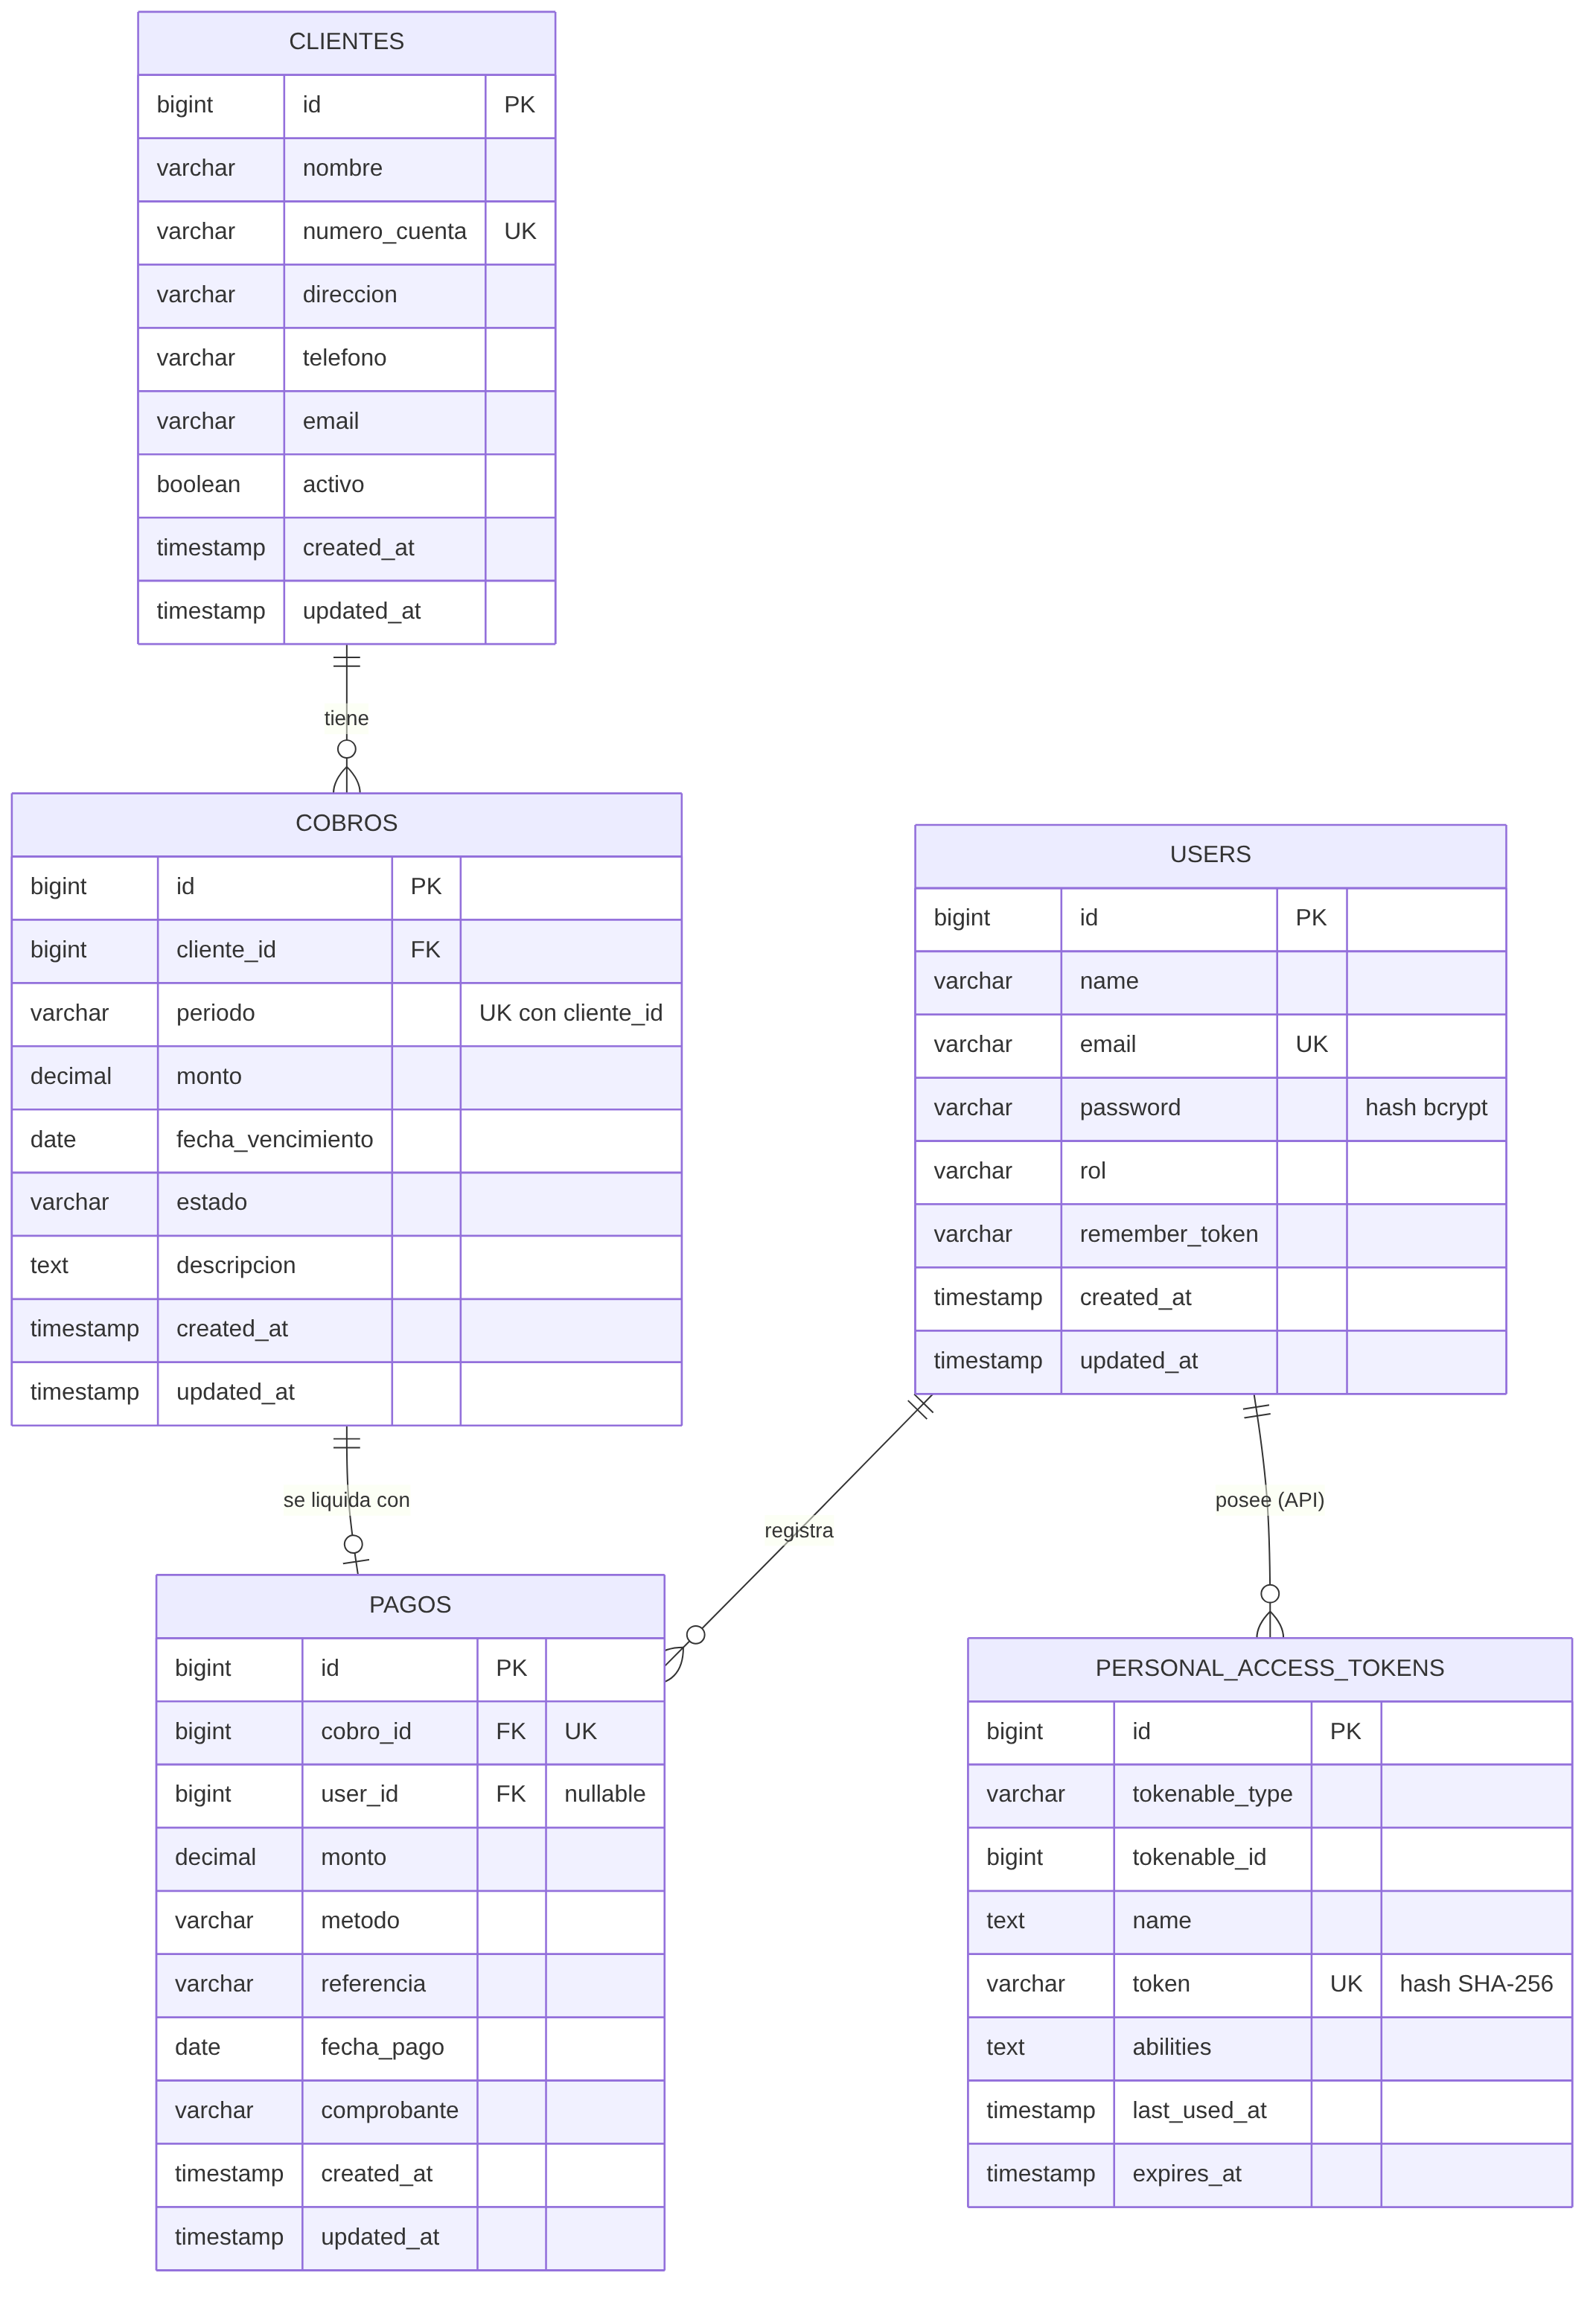 CLIENTES
bigint id PK
varchar nombre
varchar numero_cuenta UK
varchar direccion
varchar telefono
varchar email
boolean activo
timestamp created_at
timestamp updated_at
tiene
COBROS
bigint id PK
bigint cliente_id FK
varchar periodo UK con cliente_id
decimal monto
date fecha_vencimiento
varchar estado
text descripcion
timestamp created_at
timestamp updated_at
USERS
bigint id PK
varchar name
varchar email UK
varchar password hash bcrypt
varchar rol
varchar remember_token
timestamp created_at
timestamp updated_at
se liquida con
registra
posee (API)
PAGOS
bigint id PK
bigint cobro_id FK UK
bigint user_id FK nullable
decimal monto
varchar metodo
varchar referencia
date fecha_pago
varchar comprobante
timestamp created_at
timestamp updated_at
PERSONAL_ACCESS_TOKENS
bigint id PK
varchar tokenable_type
bigint tokenable_id
text name
varchar token UK hash SHA-256
text abilities
timestamp last_used_at
timestamp expires_at